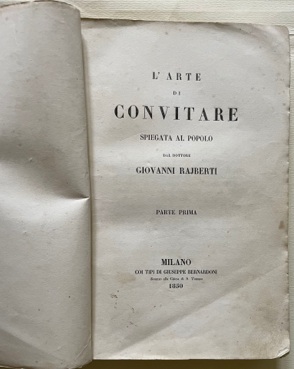 L'ARTE
DI
CONVITARE
SPIEGATA AL POPOLO
DAL DOTTORE
GIOVANNI RAJBERTI
PARTE PRIMA
MILANO
COI TIPI DI GIUSEPPE BERNARDONI
1850